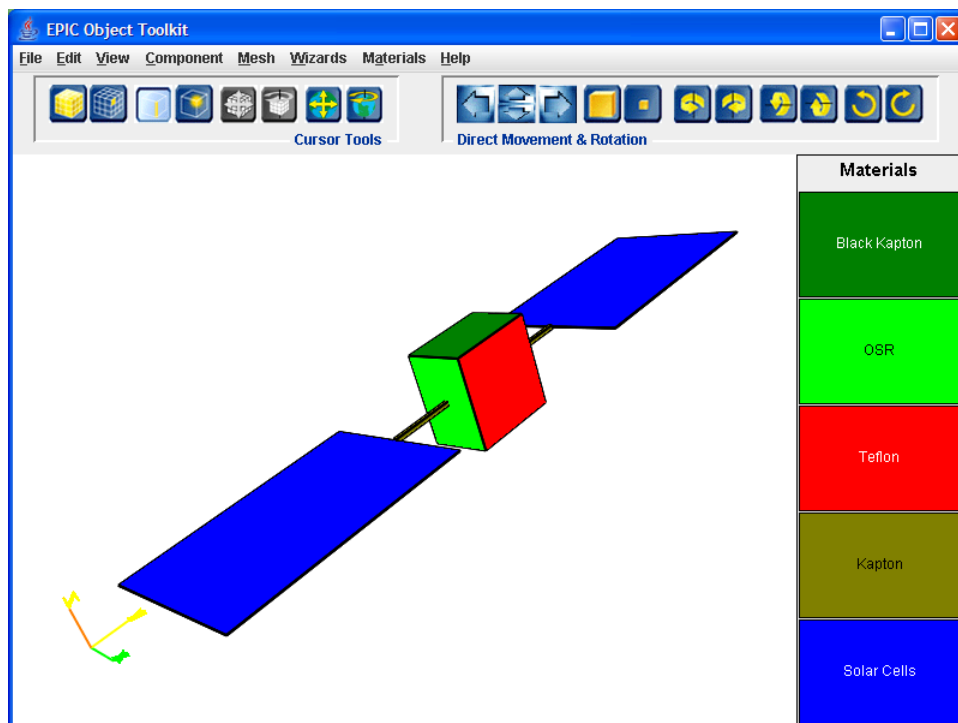 EPIC Object Toolkit
File Edit View Component Mesh Wizards Materials Help
Cursor Tools
Direct Movement & Rotation
Materials
Black Kapton
OSR
Teflon
Kapton
Solar Cells